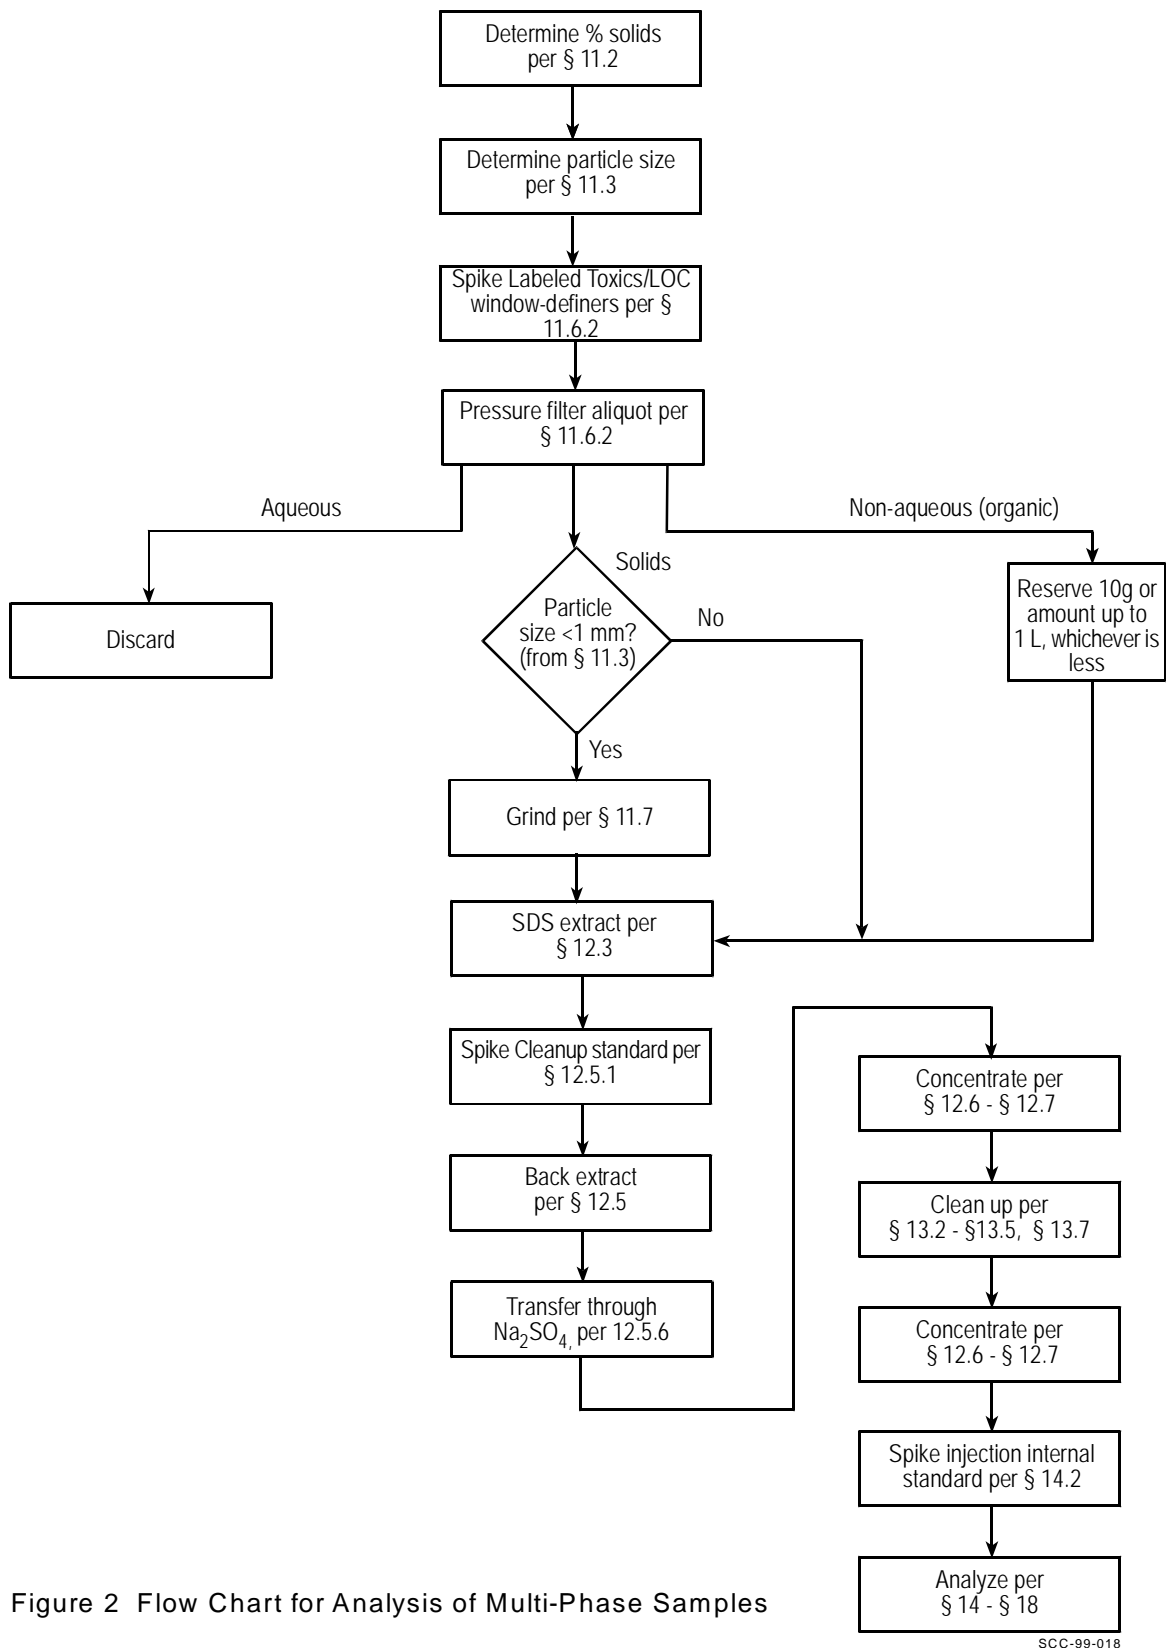 Determine % solids
per § 11.2
Determine particle size
per § 11.3
Spike Labeled Toxics/LOC
window-definers per §
11.6.2
Pressure filter aliquot per
§ 11.6.2
Aqueous
Non-aqueous (organic)
Solids
Discard
Particle
size <1 mm?
(from § 11.3)
No
Reserve 10g or
amount up to
1 L, whichever is
less
Yes
Grind per § 11.7
SDS extract per
§ 12.3
Spike Cleanup standard per
§ 12.5.1
Back extract
per § 12.5
Transfer through
Na₂SO₄, per 12.5.6
Concentrate per
§ 12.6 - § 12.7
Clean up per
§ 13.2 - §13.5, § 13.7
Concentrate per
§ 12.6 - § 12.7
Spike injection internal
standard per § 14.2
Analyze per
§ 14 - § 18
Figure 2 Flow Chart for Analysis of Multi-Phase Samples
SCC-99-018